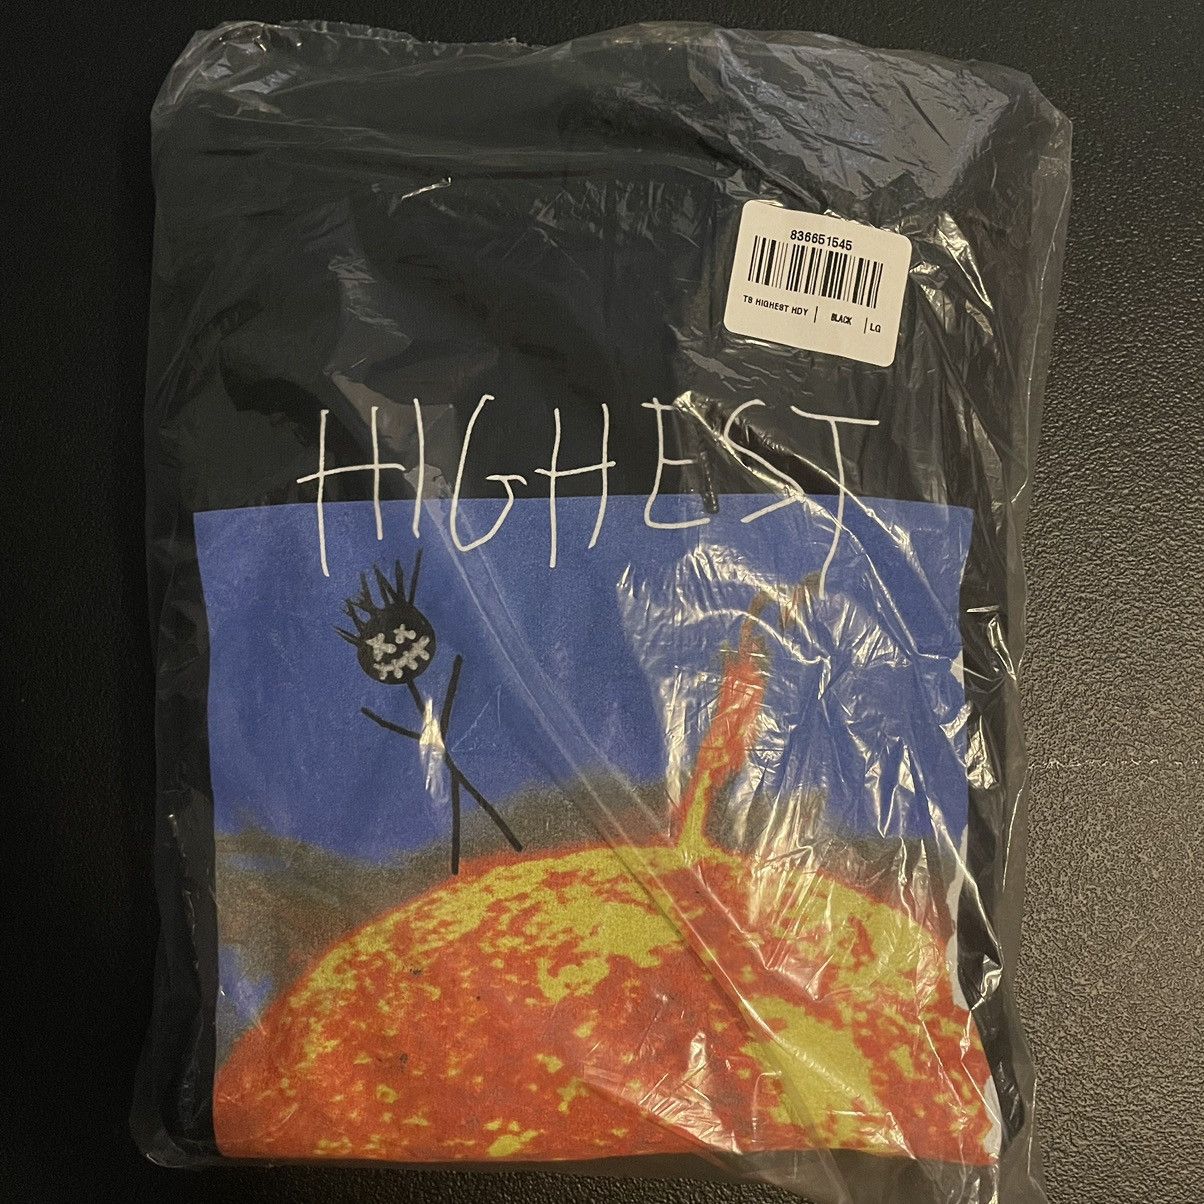 836651545
TS HIGHEST HDY | BLACK | LG
HIGHEST